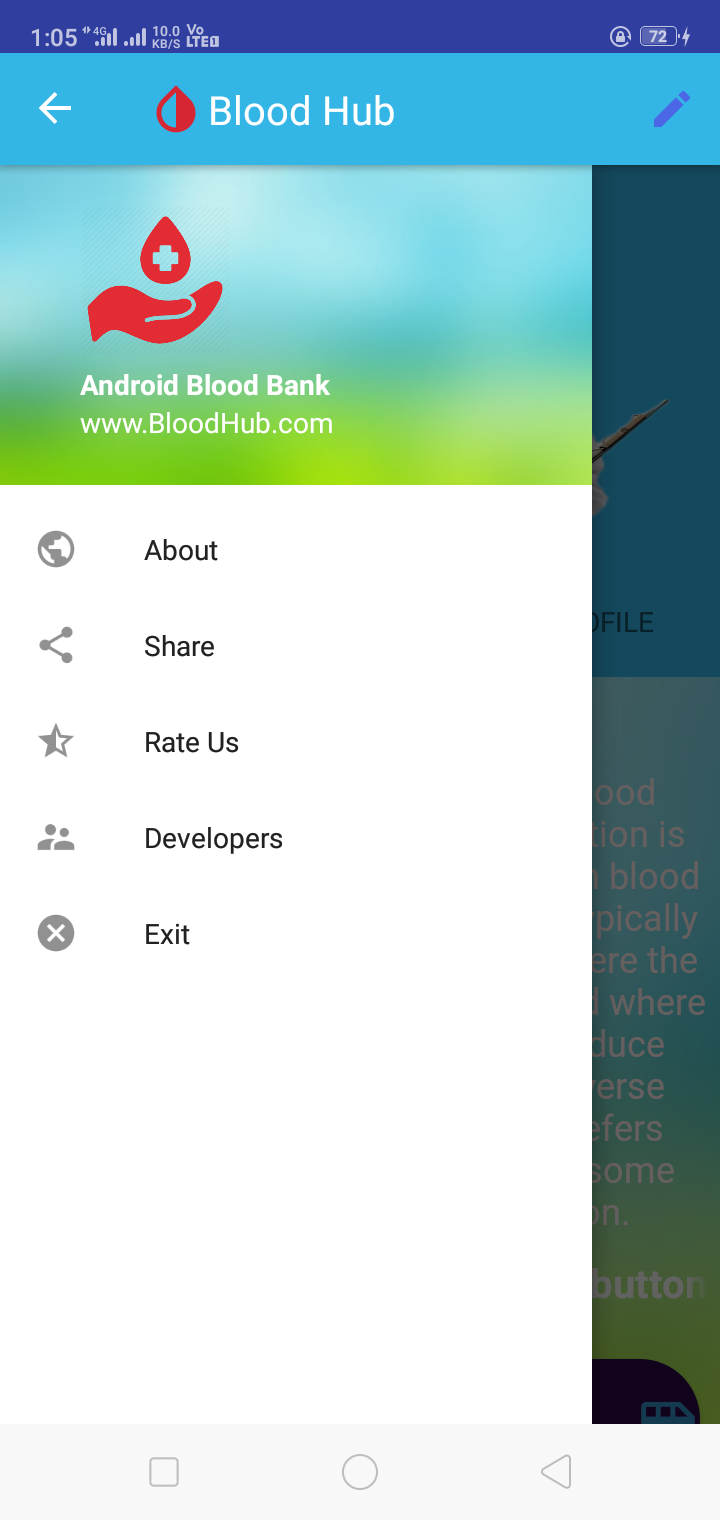 1:05 4G 10.0 KB/S Vo LTE 1 72
Blood Hub
Android Blood Bank
www.BloodHub.com
About
Share
Rate Us
Developers
Exit
OFILE
ood
tion is
blood
pically
ere the
where
duce
verse
efers
some
on.
button